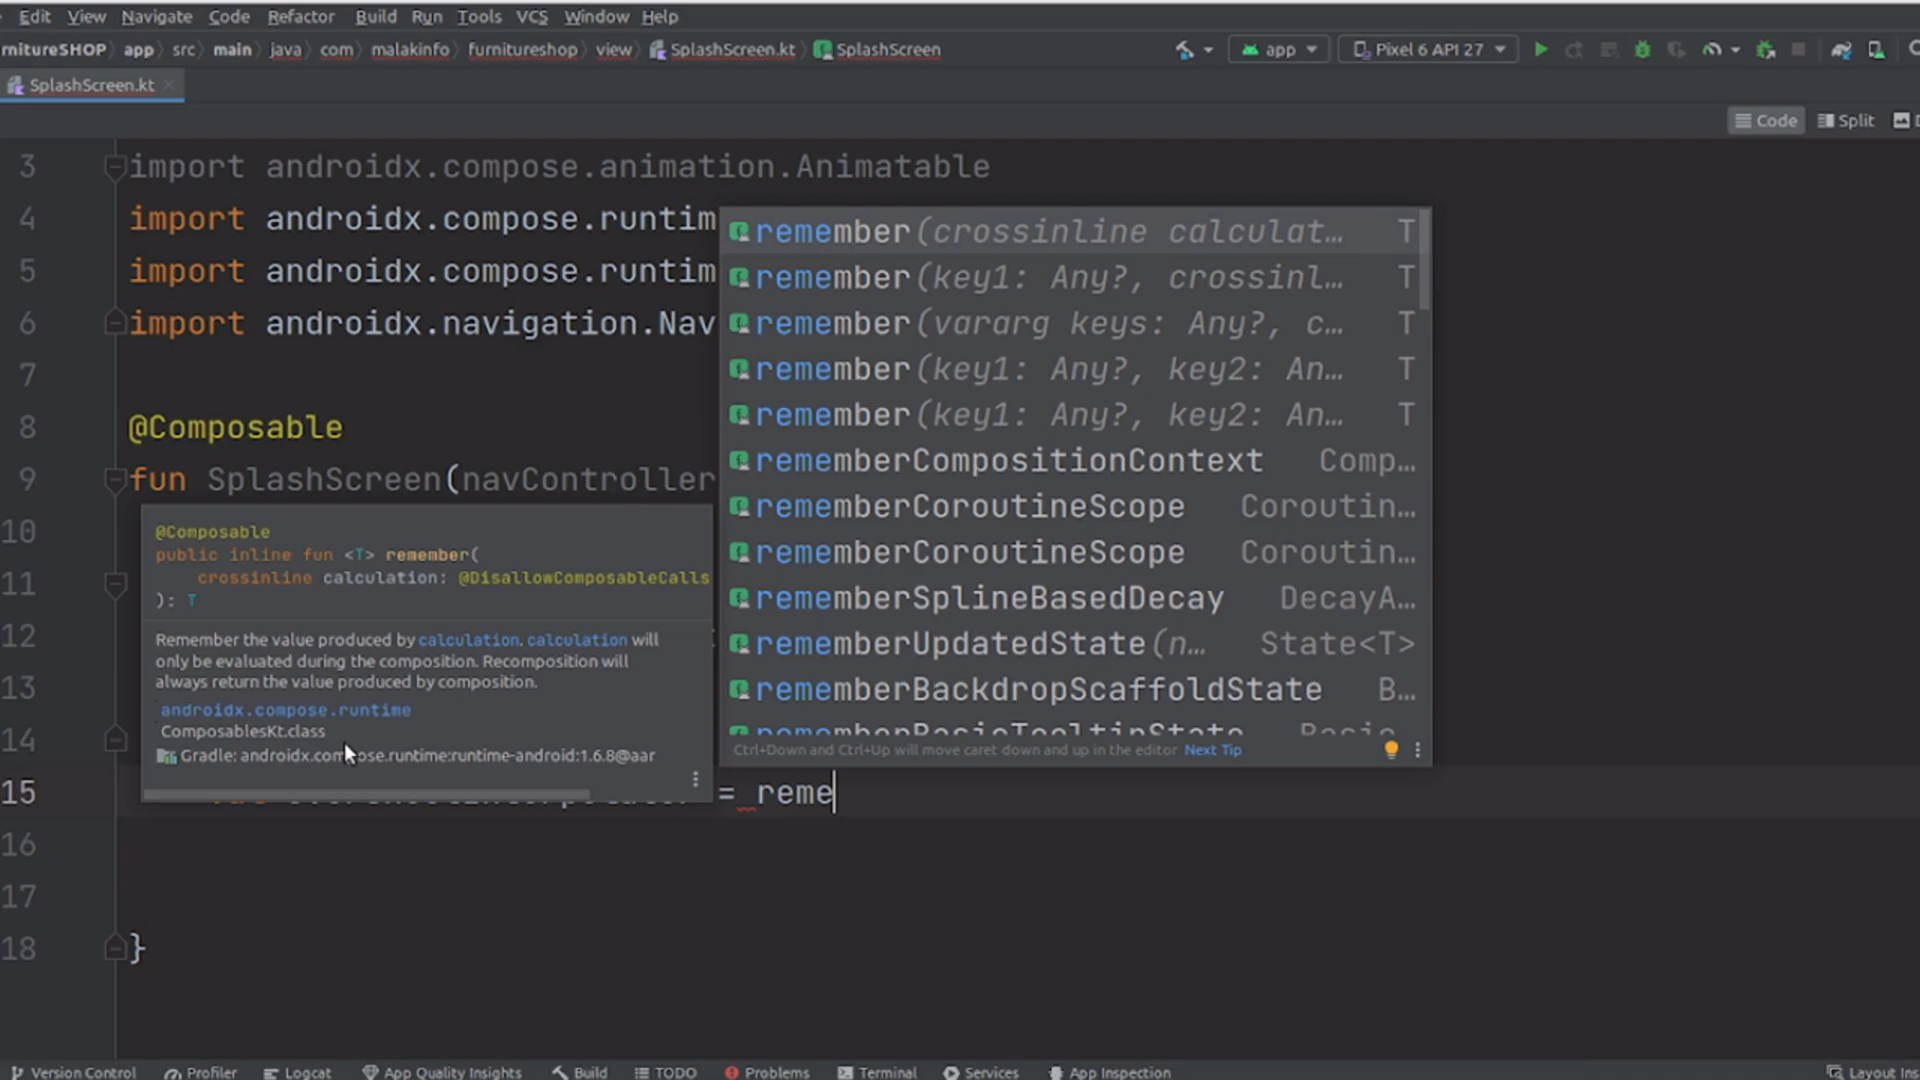 Edit View Navigate Code Refactor Build Run Tools VCS Window Help
rnitureSHOP app src main java com malakinfo furnitureshop view SplashScreen.kt SplashScreen app Pixel 6 API 27
SplashScreen.kt
Code Split
3 import androidx.compose.animation.Animatable
4 import androidx.compose.runtim
5 import androidx.compose.runtim
6 import androidx.navigation.Nav
7
8 @Composable
9 fun SplashScreen(navController
10
11
12
13
14
15 = reme
16
17
18 }
remember(crossinline calculat… T
remember(key1: Any?, crossinl… T
remember(vararg keys: Any?, c… T
remember(key1: Any?, key2: An… T
remember(key1: Any?, key2: An… T
rememberCompositionContext Comp…
rememberCoroutineScope Coroutin…
rememberCoroutineScope Coroutin…
rememberSplineBasedDecay DecayA…
rememberUpdatedState(n… State<T>
rememberBackdropScaffoldState B…
rememberBasicTooltipState Basic
Ctrl+Down and Ctrl+Up will move caret down and up in the editor Next Tip
@Composable
public inline fun <T> remember(
crossinline calculation: @DisallowComposableCalls
): T
Remember the value produced by calculation. calculation will
only be evaluated during the composition. Recomposition will
always return the value produced by composition.
androidx.compose.runtime
ComposablesKt.class
Gradle: androidx.compose.runtime:runtime-android:1.6.8@aar
Version Control Profiler Logcat App Quality Insights Build TODO Problems Terminal Services App Inspection Layout Ins